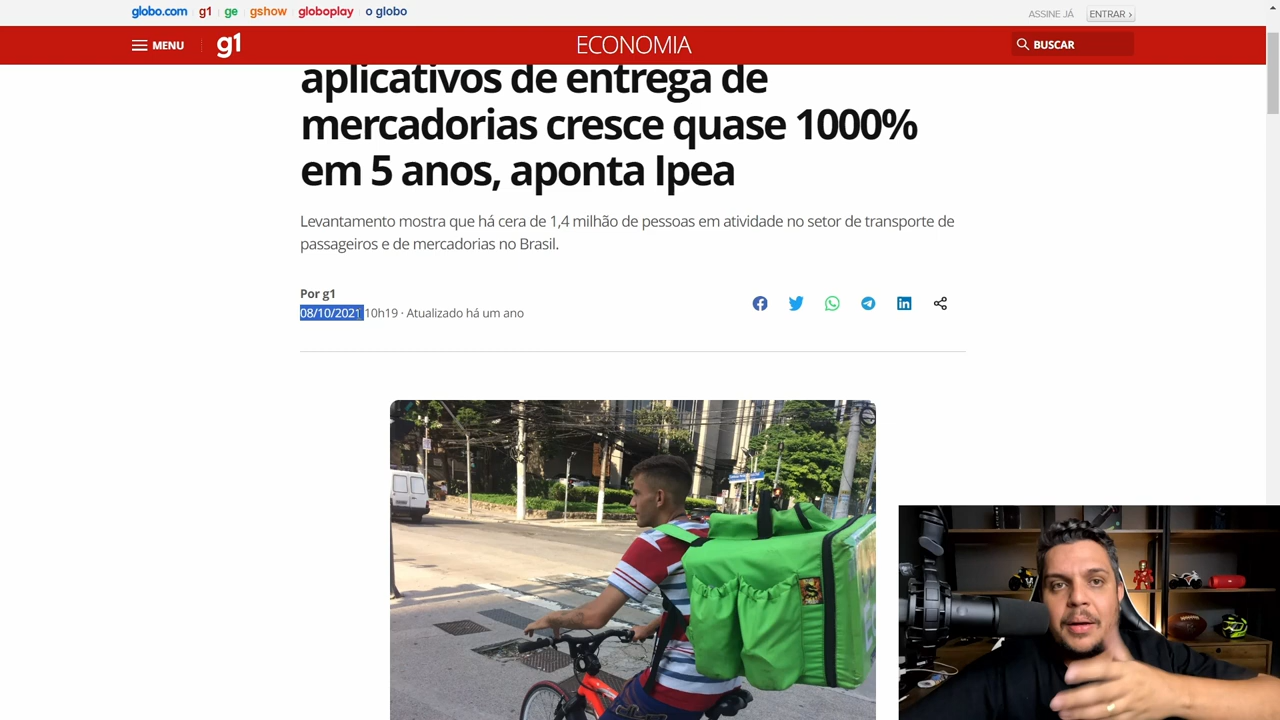 globo.com g1 ge gshow globoplay o globo
ASSINE JÁ ENTRAR ›
MENU g1 ECONOMIA BUSCAR
aplicativos de entrega de
mercadorias cresce quase 1000%
em 5 anos, aponta Ipea
Levantamento mostra que há cera de 1,4 milhão de pessoas em atividade no setor de transporte de
passageiros e de mercadorias no Brasil.
Por g1
08/10/2021 10h19 · Atualizado há um ano